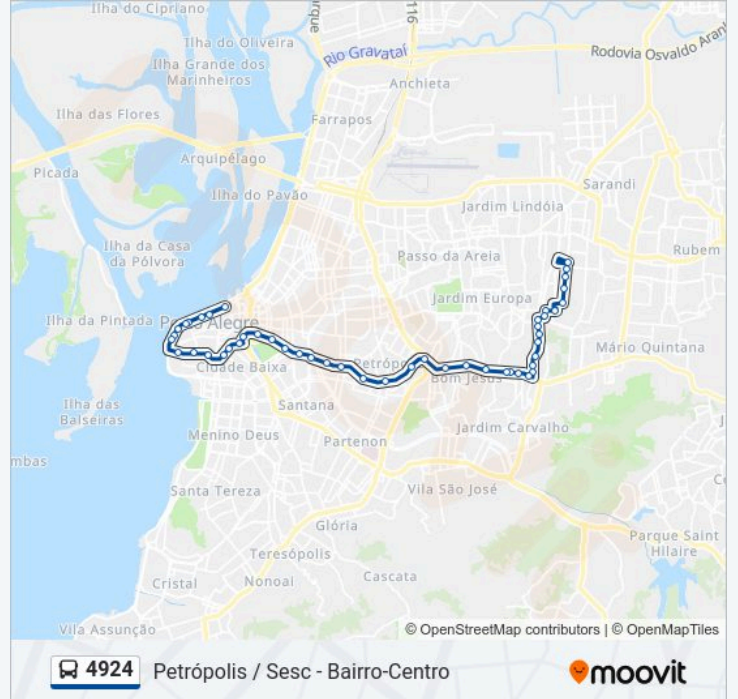 Ilha do Cipriano
rque
116
Ilha do Oliveira
Rio Gravataí
Rodovia Osvaldo Aranh
Ilha Grande dos
Marinheiros
Anchieta
Ilha das Flores
Farrapos
Arquipélago
Picada
Sarandi
Ilha do Pavão
Jardim Lindóia
Ilha da Casa
da Pólvora
Passo da Areia
Rubem
Jardim Europa
Ilha da Pintada
Porto Alegre
Mário Quintana
Cidade Baixa
Petrópolis
Bom Jesus
Ilha das
Balseiras
Santana
Menino Deus
Jardim Carvalho
Partenon
mbas
Santa Tereza
Vila São José
Glória
Parque Saint
Hilaire
Teresópolis
Cristal
Nonoai
Cascata
Vila Assunção
© OpenStreetMap contributors | © OpenMapTiles
4924 Petrópolis / Sesc - Bairro-Centro
moovit